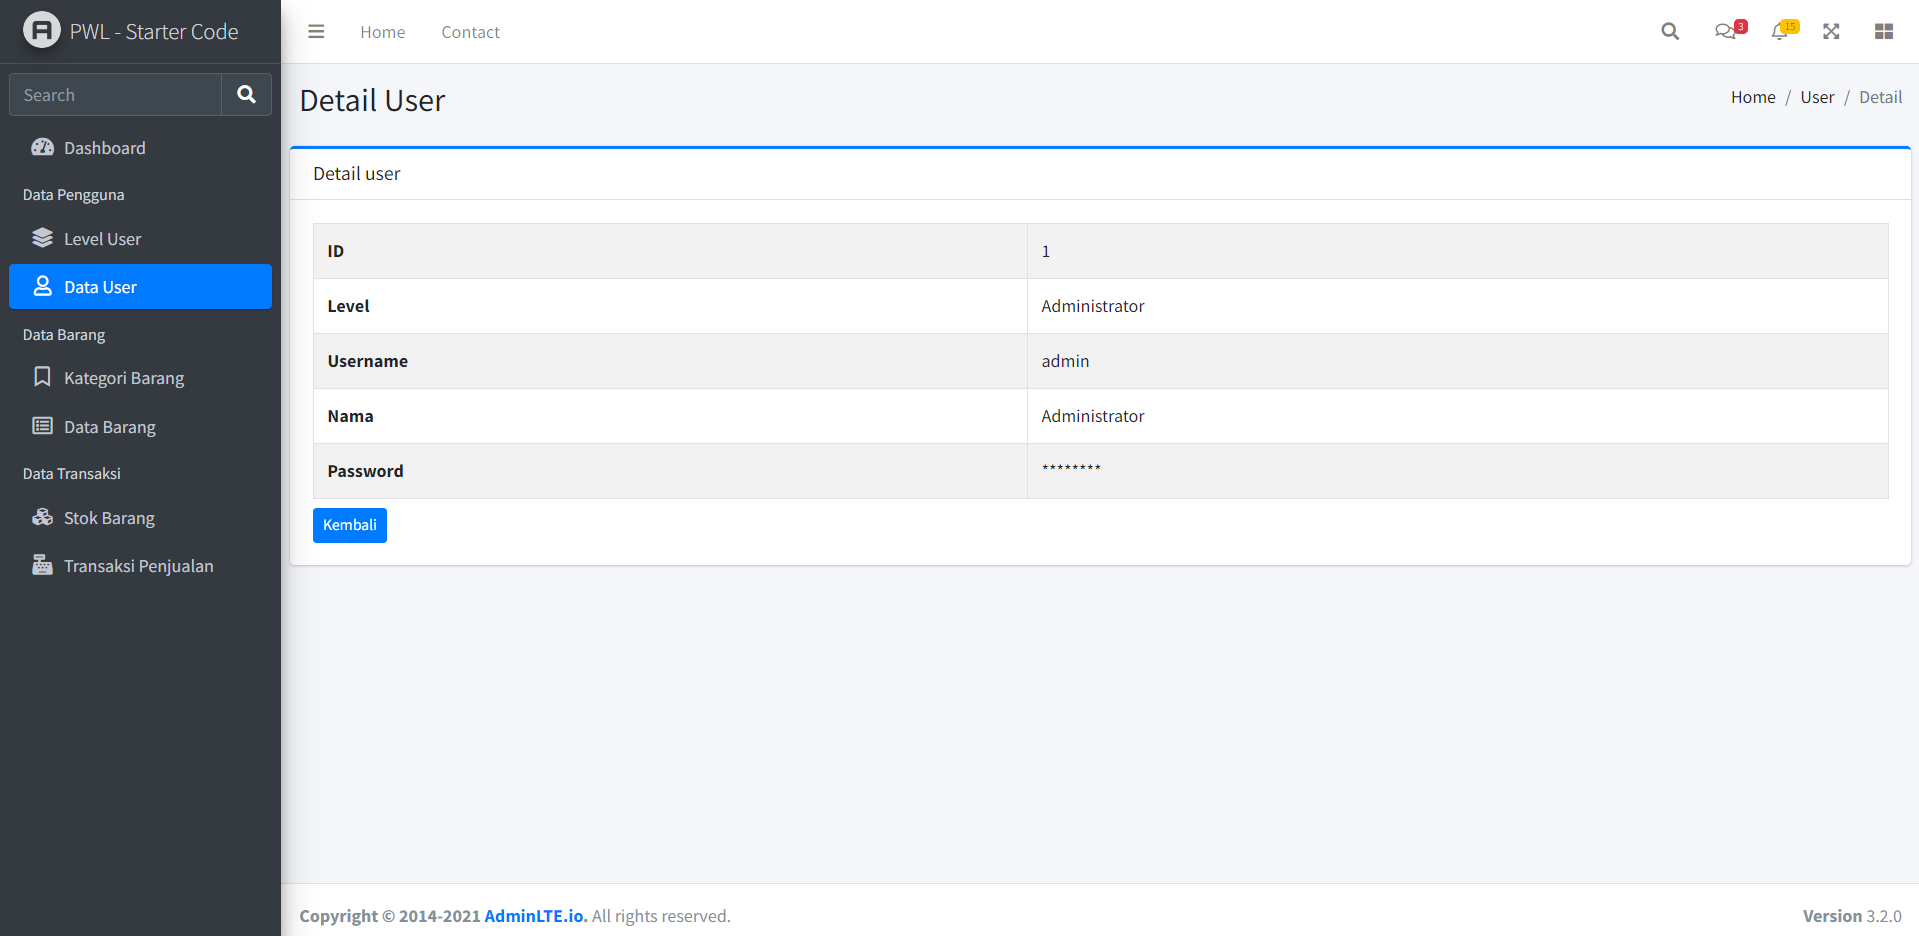 PWL - Starter Code
Search
Dashboard
Data Pengguna
Level User
Data User
Data Barang
Kategori Barang
Data Barang
Data Transaksi
Stok Barang
Transaksi Penjualan
Home Contact
3
15
Detail User
Home / User / Detail
Detail user
ID 1
Level Administrator
Username admin
Nama Administrator
Password ********
Kembali
Copyright © 2014-2021 AdminLTE.io. All rights reserved.
Version 3.2.0